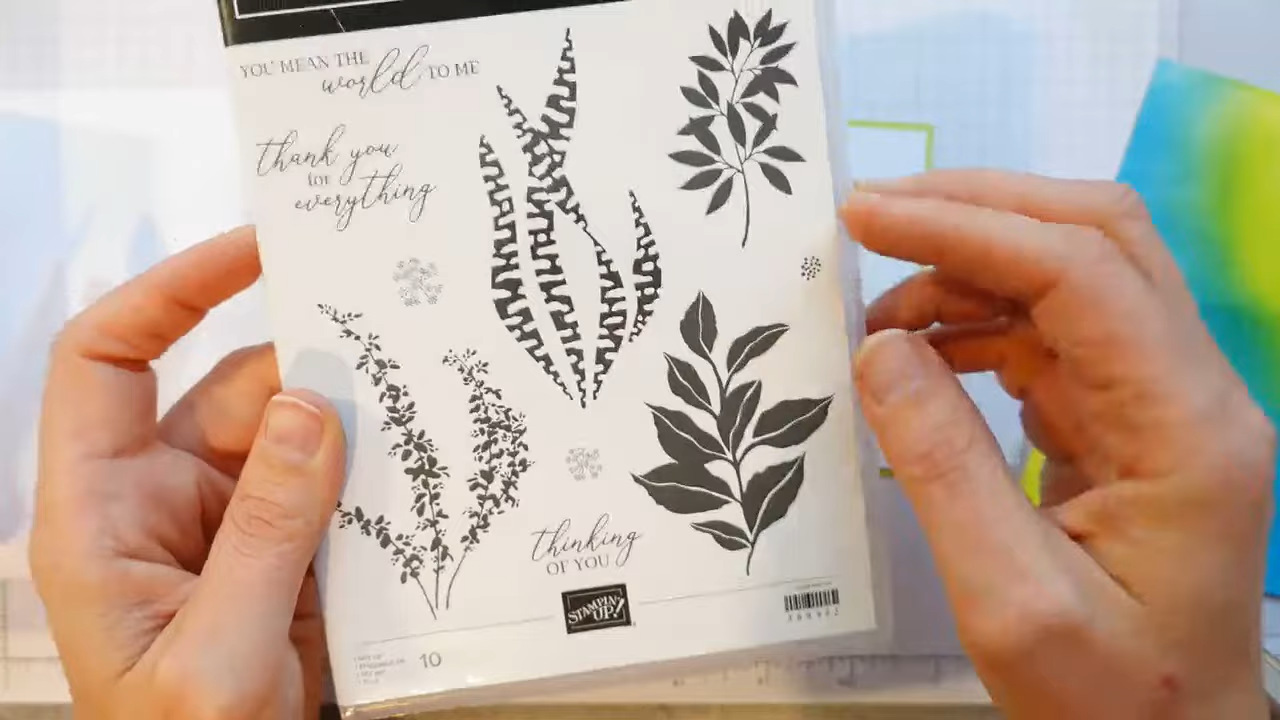 YOU MEAN THE
world TO ME
thank you
for
everything
thinking
OF YOU
STAMPIN'
UP!
10